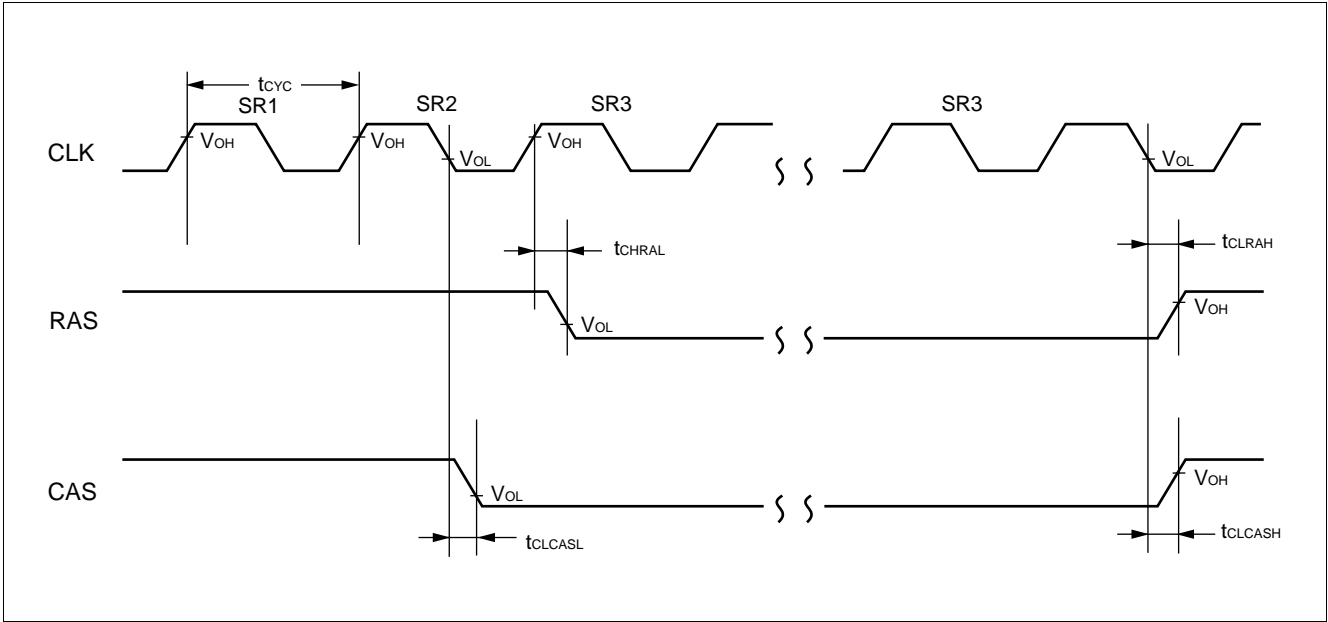 tCYC
SR1 SR2 SR3 SR3
CLK VOH VOH VOL VOH VOL
tCHRAL tCLRAH
RAS VOL VOH
CAS VOL VOH
tCLCASL tCLCASH